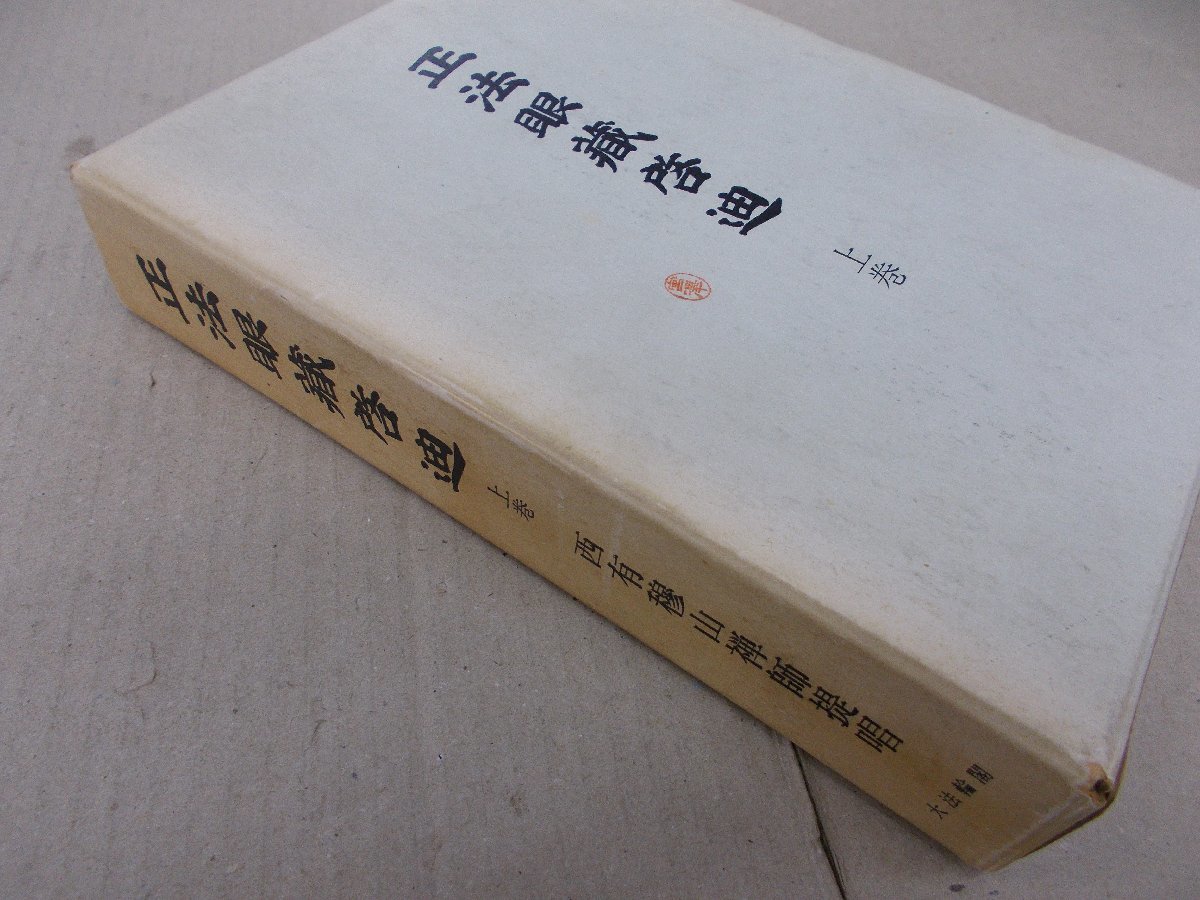 正法眼蔵啓迪
上巻
正法眼蔵啓迪
上巻
西有穆山禅師提唱
大法輪閣